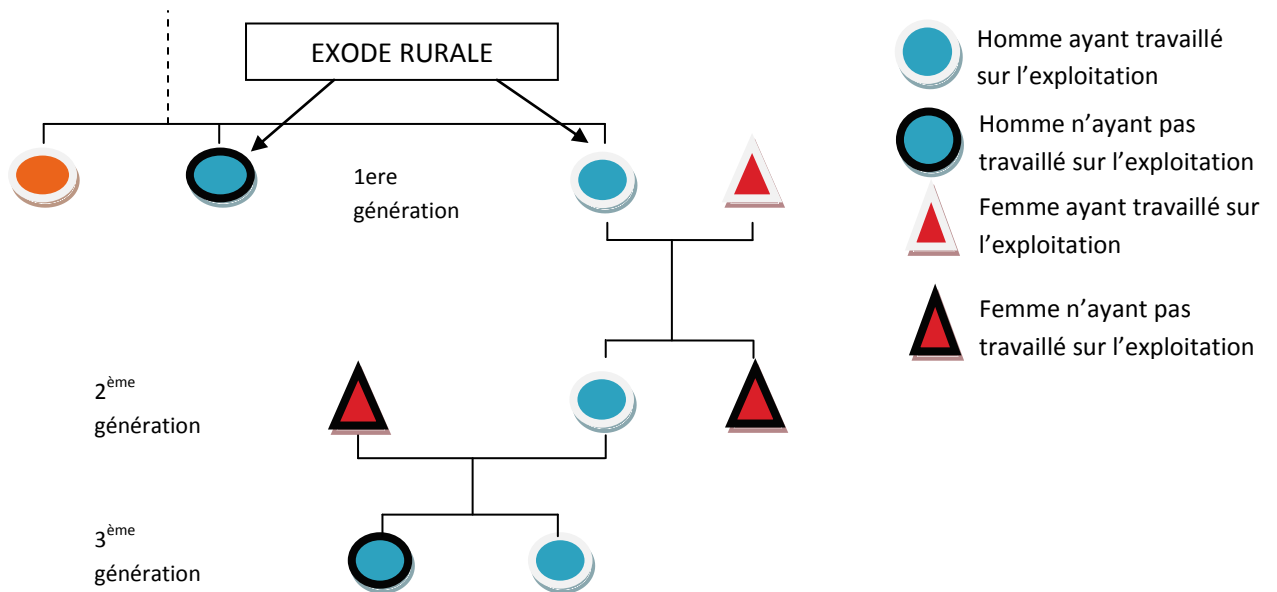 EXODE RURALE
Homme ayant travaillé
sur l'exploitation
Homme n'ayant pas
travaillé sur l'exploitation
1ere
génération
Femme ayant travaillé sur
l'exploitation
Femme n'ayant pas
travaillé sur l'exploitation
2ème
génération
3ème
génération